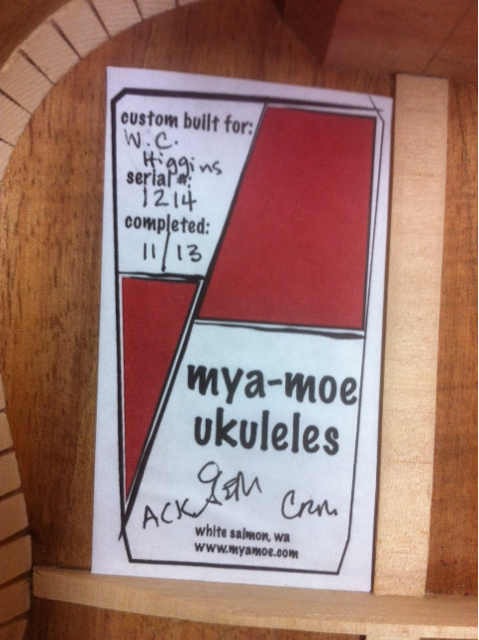 custom built for:
W. C.
Higgins
serial #:
1214
completed:
11/13
mya-moe
ukuleles
ACK
white salmon, wa
www.myamoe.com